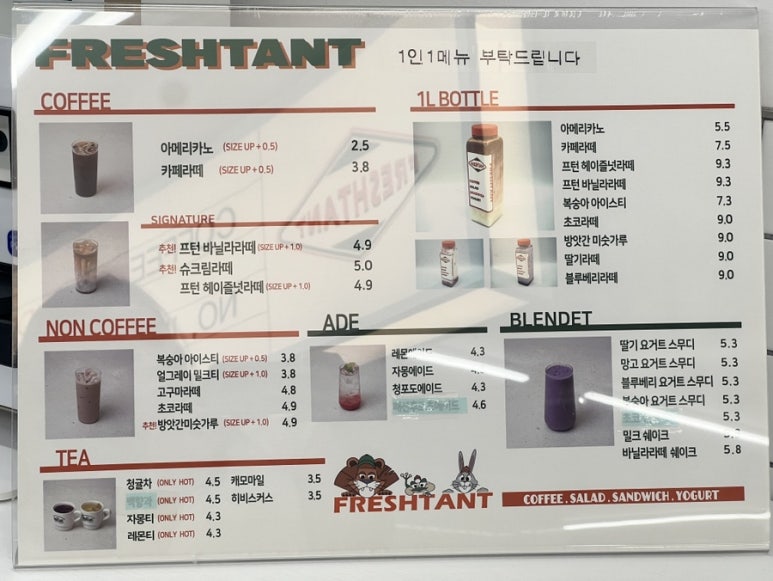 FRESHTANT
1인1메뉴 부탁드립니다
COFFEE
아메리카노 (SIZE UP + 0.5) 2.5
카페라떼 (SIZE UP + 0.5) 3.8
SIGNATURE
추천! 프턴 바닐라라떼 (SIZE UP + 1.0) 4.9
추천! 슈크림라떼 5.0
프턴 헤이즐넛라떼 (SIZE UP + 1.0) 4.9
1L BOTTLE
아메리카노 5.5
카페라떼 7.5
프턴 헤이즐넛라떼 9.3
프턴 바닐라라떼 9.3
복숭아 아이스티 7.3
초코라떼 9.0
방앗간 미숫가루 9.0
딸기라떼 9.0
블루베리라떼 9.0
NON COFFEE
복숭아 아이스티 (SIZE UP + 0.5) 3.8
얼그레이 밀크티 (SIZE UP + 1.0) 3.8
고구마라떼 4.8
초코라떼 4.9
추천! 방앗간미숫가루 (SIZE UP + 1.0) 4.9
ADE
레몬에이드 4.3
자몽에이드
청포도에이드 4.3
4.6
BLENDET
딸기 요거트 스무디 5.3
망고 요거트 스무디 5.3
블루베리 요거트 스무디 5.3
복숭아 요거트 스무디 5.3
5.3
밀크 쉐이크
바닐라라떼 쉐이크 5.8
TEA
청귤차 (ONLY HOT) 4.5
(ONLY HOT) 4.5
자몽티 (ONLY HOT) 4.3
레몬티 (ONLY HOT) 4.3
캐모마일 3.5
히비스커스 3.5
FRESHTANT
COFFEE . SALAD . SANDWICH . YOGURT